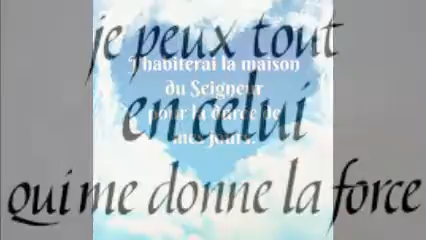 je peux tout
J'habiterai la maison
du Seigneur
en celui
pour la durée de
mes jours.
qui me donne la force